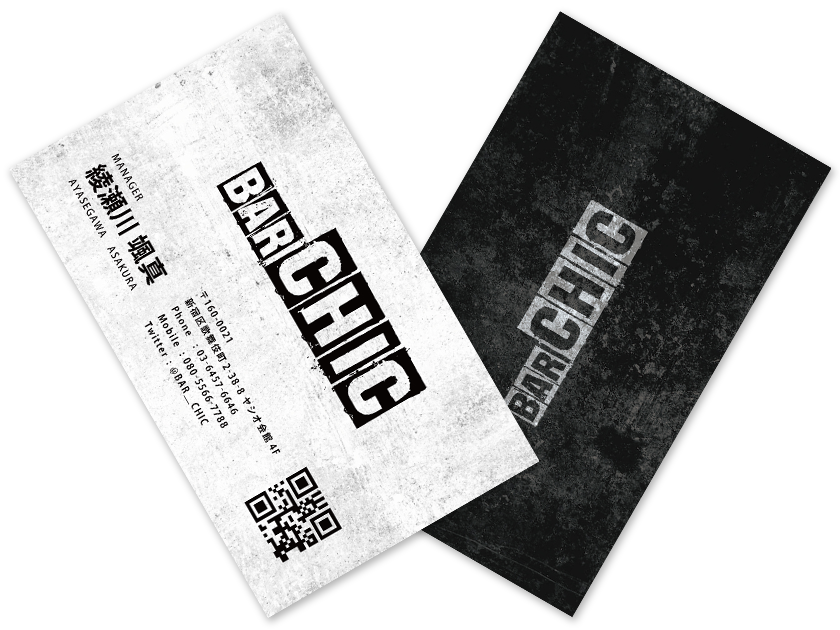 BAR CHIC
MANAGER
綾瀬川 颯真
AYASEGAWA ASAKURA
〒160-0021
新宿区歌舞伎町 2-38-8 ヤシオ会館 4F
Phone : 03-6457-6646
Mobile : 080-5566-7788
Twitter : @BAR__CHIC
BAR CHIC